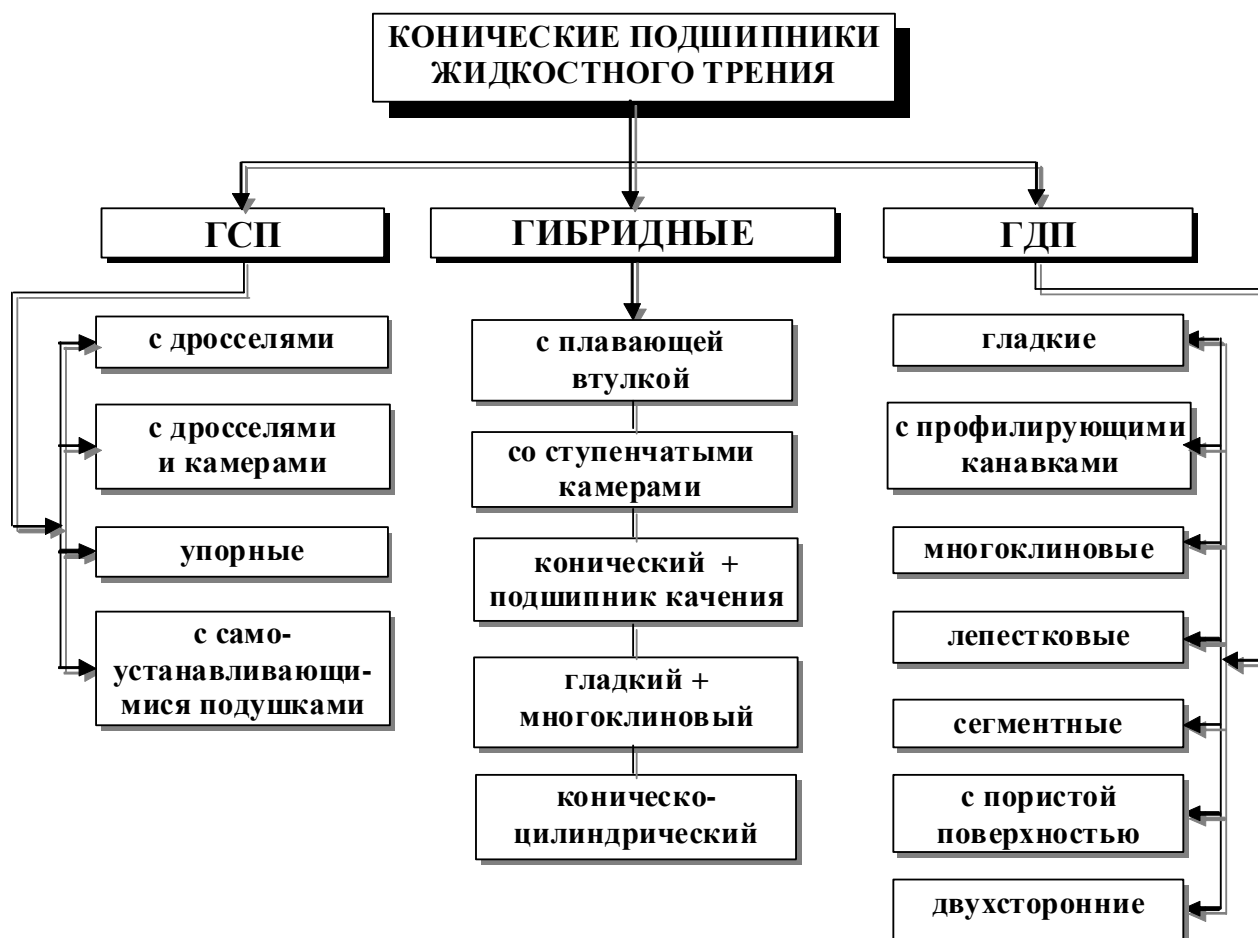 КОНИЧЕСКИЕ ПОДШИПНИКИ
ЖИДКОСТНОГО ТРЕНИЯ
ГСП
с дросселями
с дросселями
и камерами
упорные
с само-
устанавливающи-
мися подушками
ГИБРИДНЫЕ
с плавающей
втулкой
со ступенчатыми
камерами
конический +
подшипник качения
гладкий +
многоклиновый
коническо-
цилиндрический
ГДП
гладкие
с профилирующими
канавками
многоклиновые
лепестковые
сегментные
с пористой
поверхностью
двухсторонние